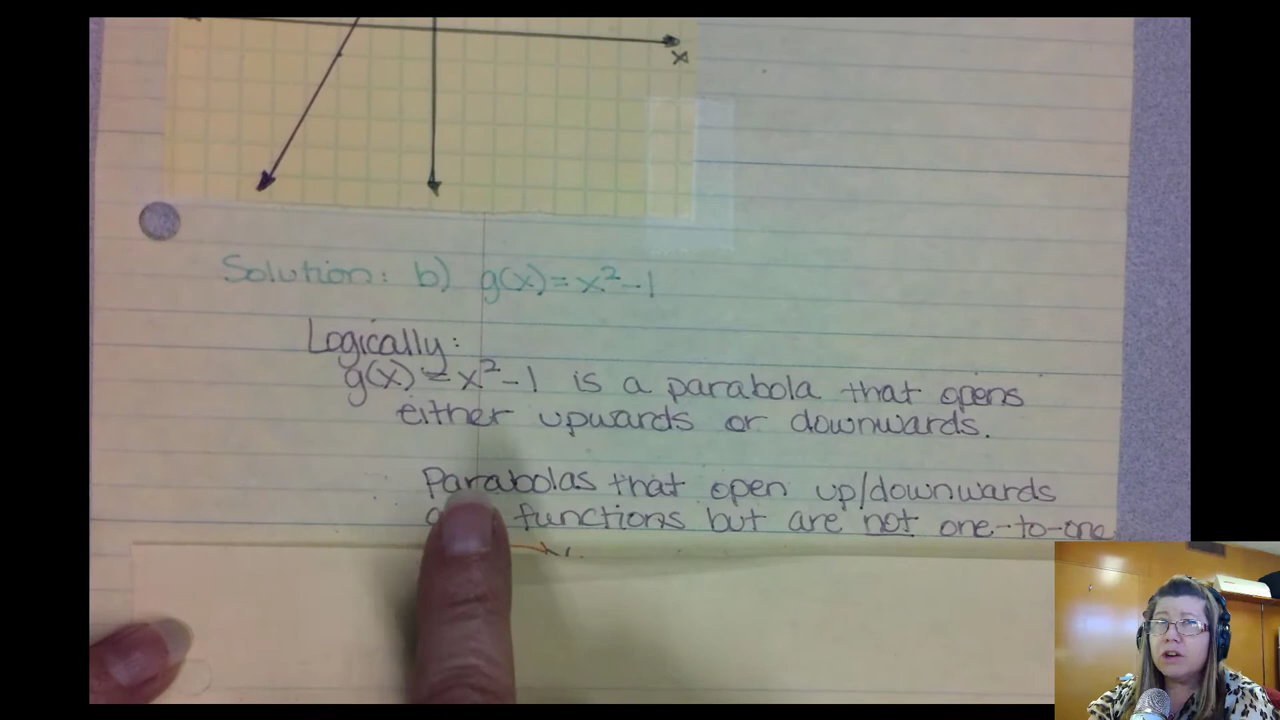 x
Solution: b) g(x)=x²-1
Logically:
g(x)=x²-1 is a parabola that opens
either upwards or downwards.
Parabolas that open up/downwards
functions but are not one-to-one